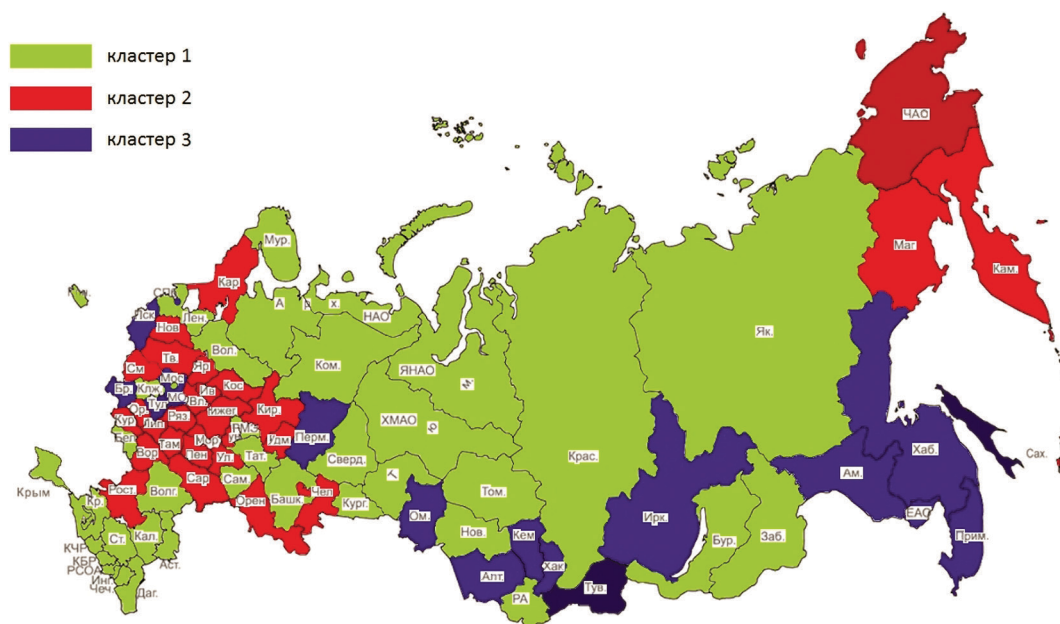 кластер 1
кластер 2
кластер 3
ЧАО
Мур.
Маг
Кар
Кам.
А р х
НАО
Пск
Лен.
Нов
Як.
Вол.
Тв.
Ком.
ЯНАО
См
Яр
Мос
Кос
Бр.
Клж
Ив
М
ХМАО
Вл.
Тул
Ор.
Ряз
Кир.
Кур
Лип
Перм.
Хаб.
Бел
Там
Мор
Удм
Сверд.
Крас.
Сах.
Вор
Пен
Ул.
Тат.
Ам.
Крым
Рост.
Волг.
Сар
Сам.
Орен
Башк
Чел
Кург.
Т
Том.
Кр.
Ом.
Ирк.
ЕАО
Нов.
Кем
Бур.
Заб.
Прим.
Ст.
Кал.
КЧР
КБР
Аст.
РСОА
Хак
Алт.
Инг
Тув.
Чеч.
Даг.
РА